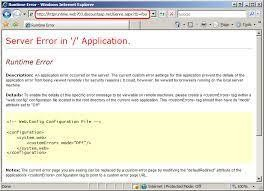 Runtime Error - Windows Internet Explorer
Runtime Error
Server Error in '/' Application.
Runtime Error
Description: An application error occurred on the server. The current custom error settings for this application prevent the details of the
application error from being viewed remotely (for security reasons). It could, however, be viewed by browsers running on the local server
machine.
Details: To enable the details of this specific error message to be viewable on remote machines, please create a <customErrors> tag within a
"web.config" configuration file located in the root directory of the current web application. This <customErrors> tag should then have its "mode"
attribute set to "Off".
<!-- Web.Config Configuration File -->
<configuration>
<system.web>
<customErrors mode="Off"/>
</system.web>
</configuration>
Notes: The current error page you are seeing can be replaced by a custom error page by modifying the "defaultRedirect" attribute of the
application's <customErrors> configuration tag to point to a custom error page URL.
Internet | Protected Mode: Off